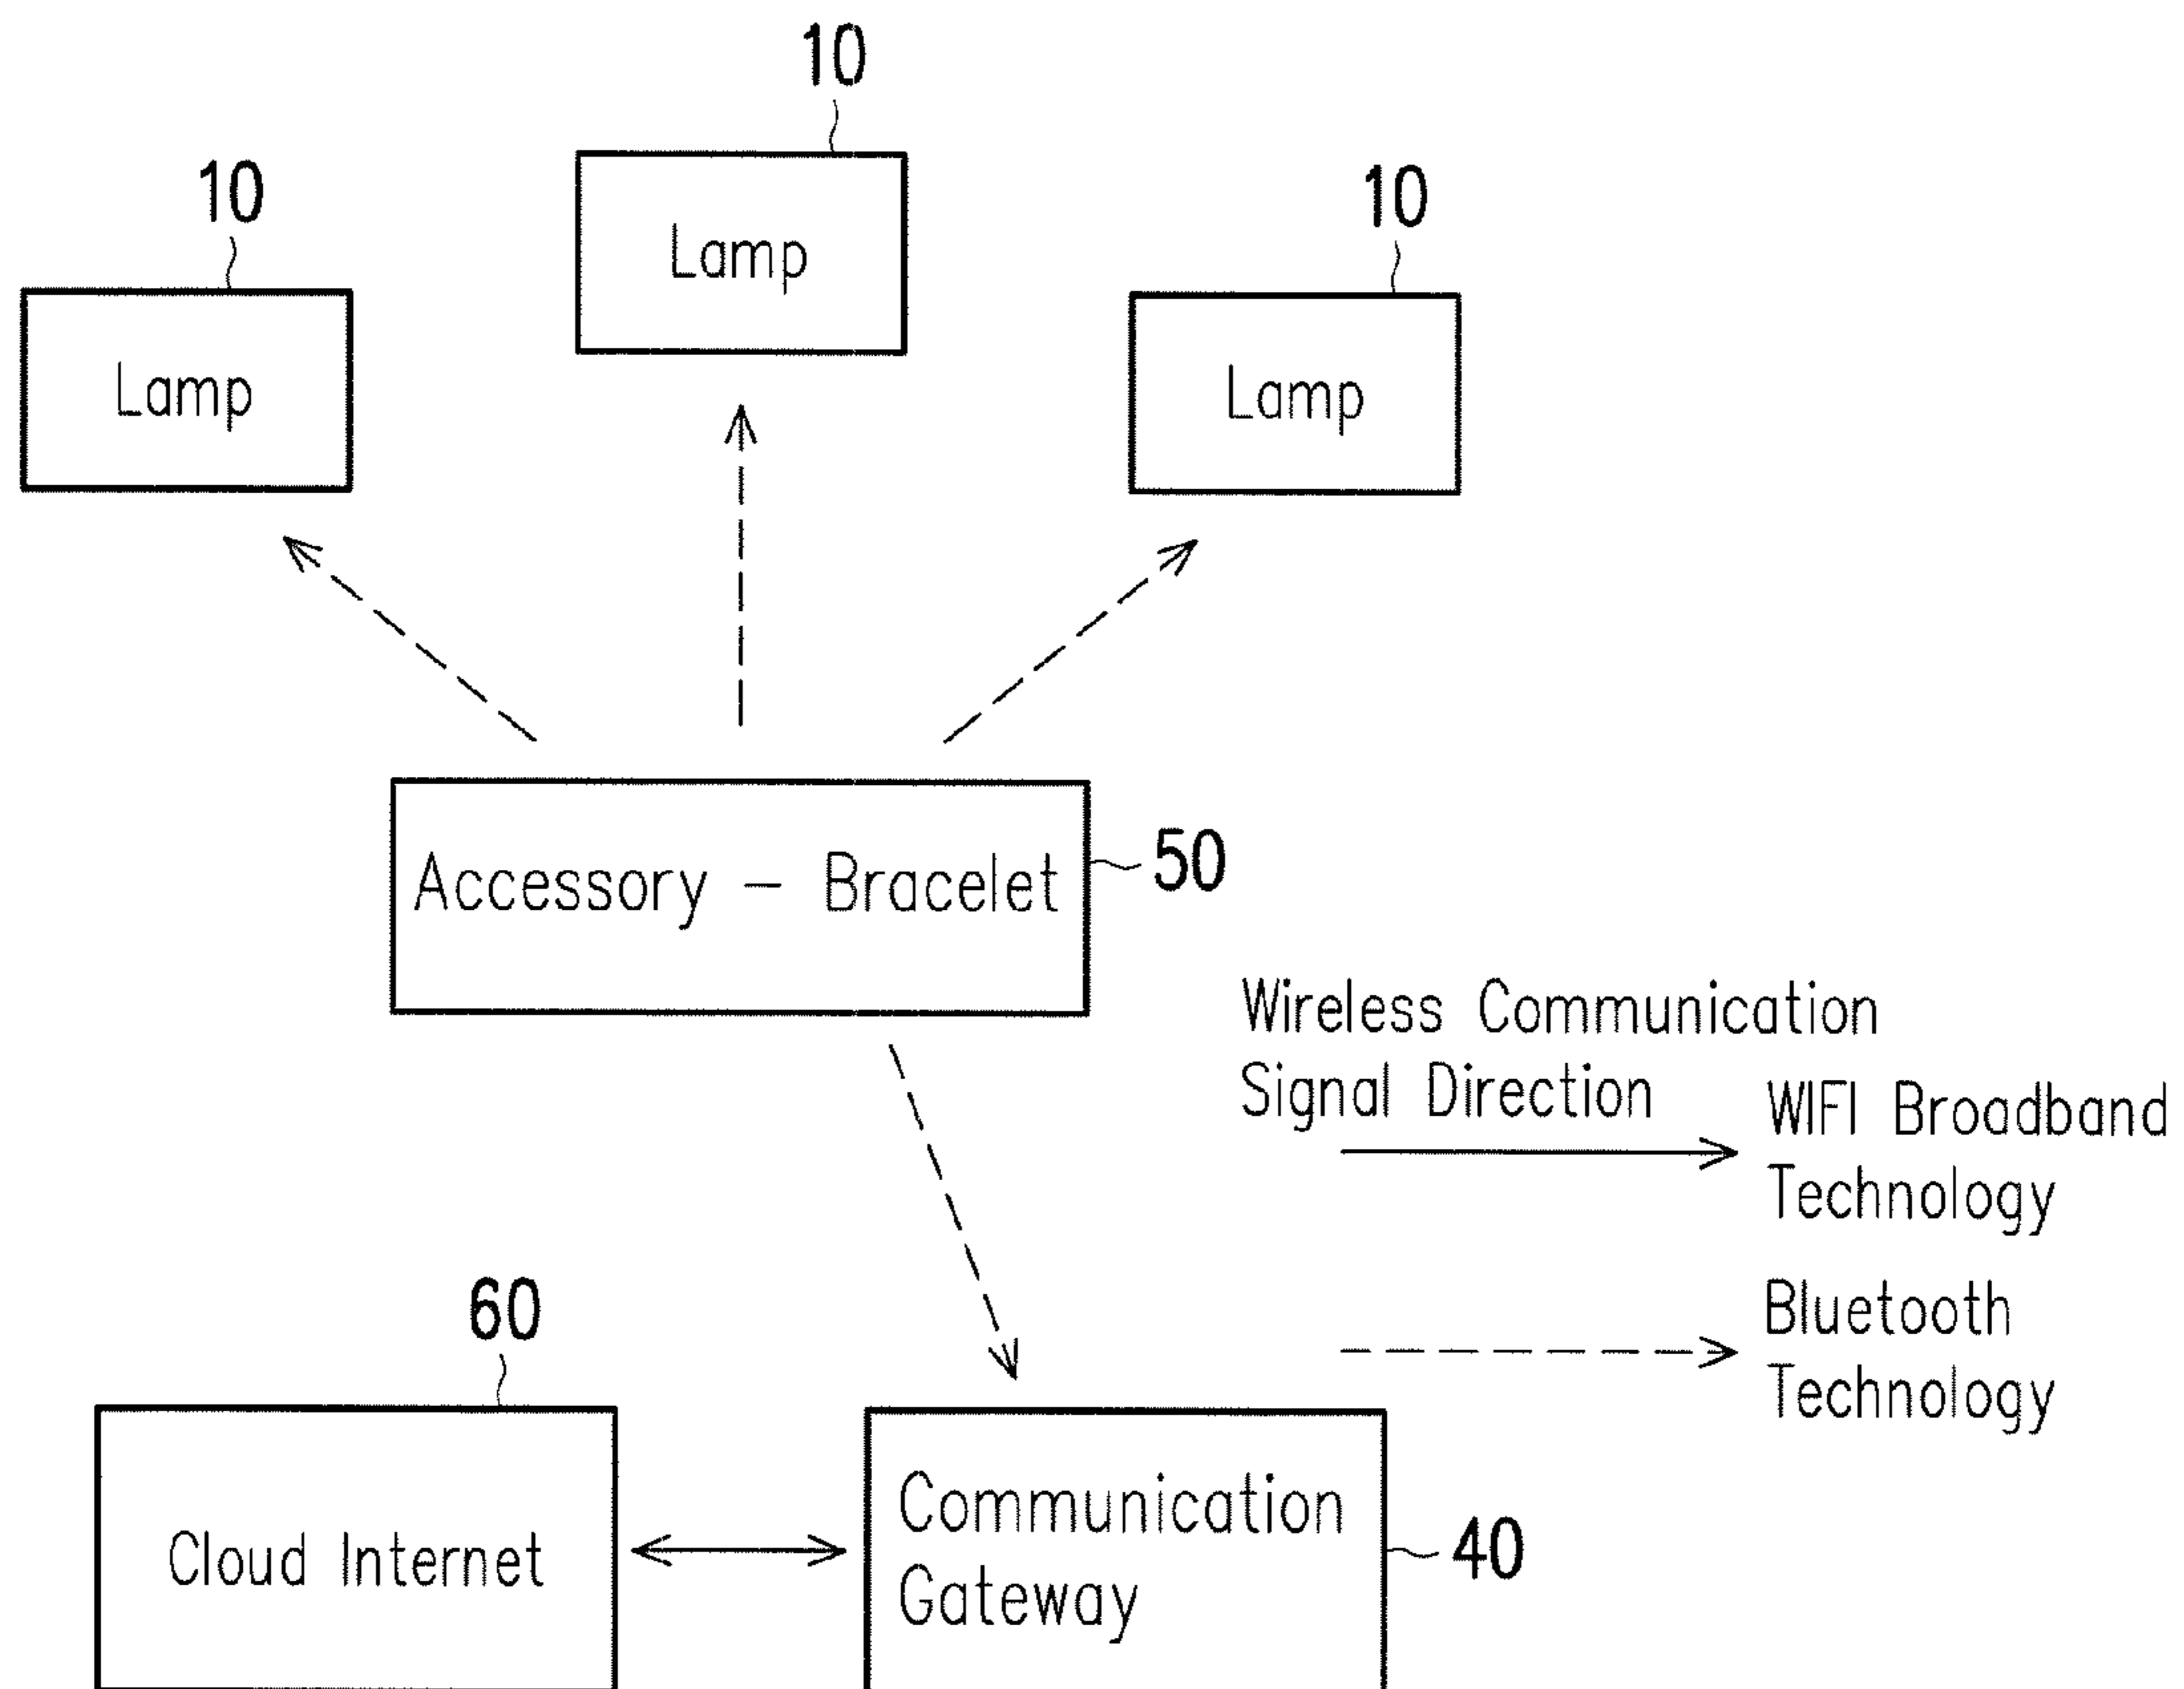 10
10
10
Lamp
Lamp
Lamp
Accessory – Bracelet
50
Wireless Communication
Signal Direction
WIFI Broadband
Technology
Bluetooth
Technology
60
Cloud Internet
Communication
Gateway
40